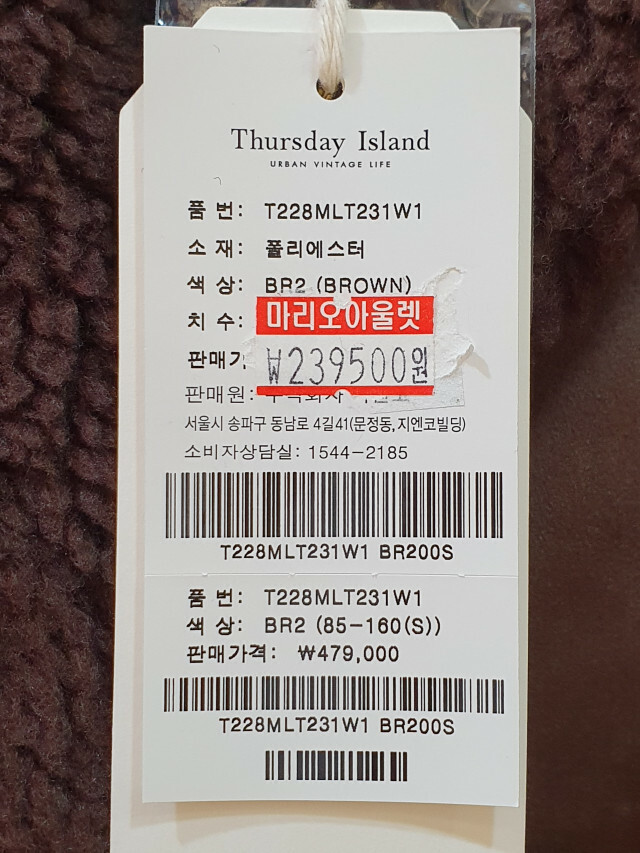 Thursday Island
URBAN VINTAGE LIFE
품 번: T228MLT231W1
소 재: 폴리에스터
색 상: BR2 (BROWN)
치 수: 마리오아울렛
판매가 ₩239500원
판매원:
서울시 송파구 동남로 4길41(문정동, 지엔코빌딩)
소비자상담실: 1544-2185
T228MLT231W1 BR200S
품 번: T228MLT231W1
색 상: BR2 (85-160(S))
판매가격: ₩479,000
T228MLT231W1 BR200S